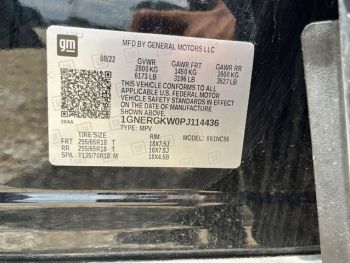 gm
MFD BY GENERAL MOTORS LLC
08/22 GVWR GAWR FRT GAWR RR
2800 KG 1450 KG 1600 KG
6173 LB 3196 LB 3527 LB
THIS VEHICLE CONFORMS TO ALL
APPLICABLE U.S. FEDERAL MOTOR
VEHICLE SAFETY STANDARDS IN EFFECT
ON THE DATE OF MANUFACTURE
SHOWN ABOVE.
384A 1GNERGKW0PJ114436
TYPE: MPV
TIRE SIZE RIM
FRT 255/65R18 T 18X7.5J
RR 255/65R18 T 18X7.5J
SPA T135/70R18 M 18X4.5B